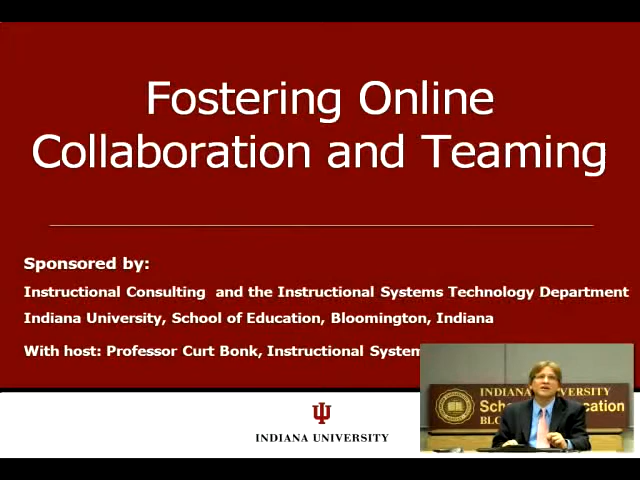 Fostering Online
Collaboration and Teaming
Sponsored by:
Instructional Consulting and the Instructional Systems Technology Department
Indiana University, School of Education, Bloomington, Indiana
With host: Professor Curt Bonk, Instructional System
INDIANA UNIVERSITY
INDIANA UNIVERSITY
School of Education
BLO